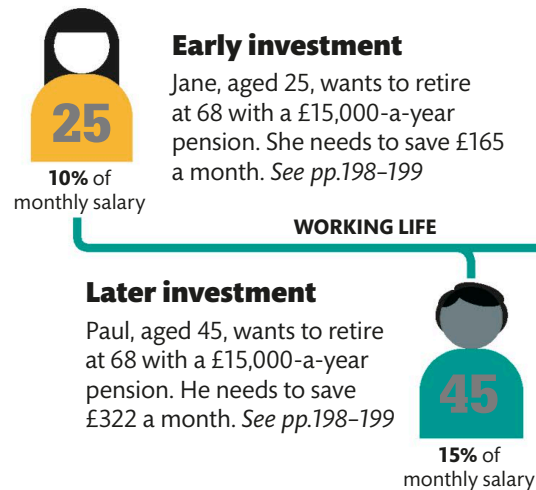 Early investment
Jane, aged 25, wants to retire
at 68 with a £15,000-a-year
pension. She needs to save £165
a month. See pp.198–199
25
10% of
monthly salary
WORKING LIFE
Later investment
Paul, aged 45, wants to retire
at 68 with a £15,000-a-year
pension. He needs to save
£322 a month. See pp.198–199
45
15% of
monthly salary